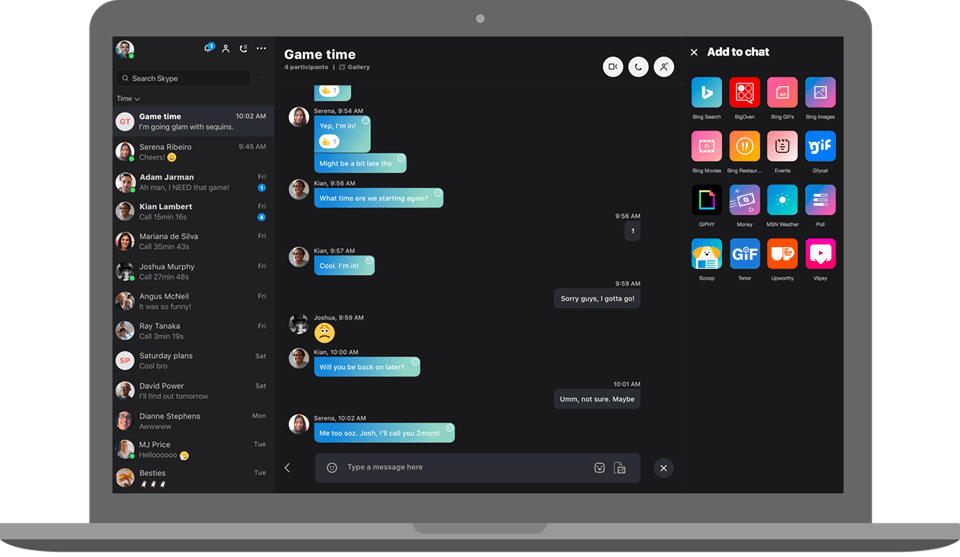 1
Search Skype
Time
GT
Game time
10:02 AM
I'm going glam with sequins.
Serena Ribeiro
9:45 AM
Cheers!
Adam Jarman
Fri
Ah man, I NEED that game!
1
Kian Lambert
Fri
Call 15min 16s
4
Mariana de Silva
Fri
Call 35min 43s
Joshua Murphy
Fri
Call 27min 48s
Angus McNeil
Fri
It was so funny!
Ray Tanaka
Fri
Call 3min 19s
SP
Saturday plans
Sat
Cool bro
David Power
Sat
I'll find out tomorrow
Dianne Stephens
Mon
Awwwww
MJ Price
Tue
Helloooooo
Besties
Tue
Game time
4 participants | Gallery
1
Serena, 9:54 AM
Yep, I'm in!
1
Might be a bit late tho
Kian, 9:56 AM
What time are we starting again?
9:56 AM
1
Kian, 9:57 AM
Cool. I'm in!
9:59 AM
Sorry guys, I gotta go!
Joshua, 9:59 AM
Kian, 10:00 AM
Will you be back on later?
10:01 AM
Umm, not sure. Maybe
Serena, 10:02 AM
Me too soz. Josh, I'll call you 2moro!
Type a message here
Add to chat
Bing Search
BigOven
Bing GIFs
Bing Images
Bing Movies
Bing Restaur...
Events
gif
Gfycat
GIPHY
Money
MSN Weather
Poll
Scoop
GIF
Tenor
Upworthy
Vlipsy